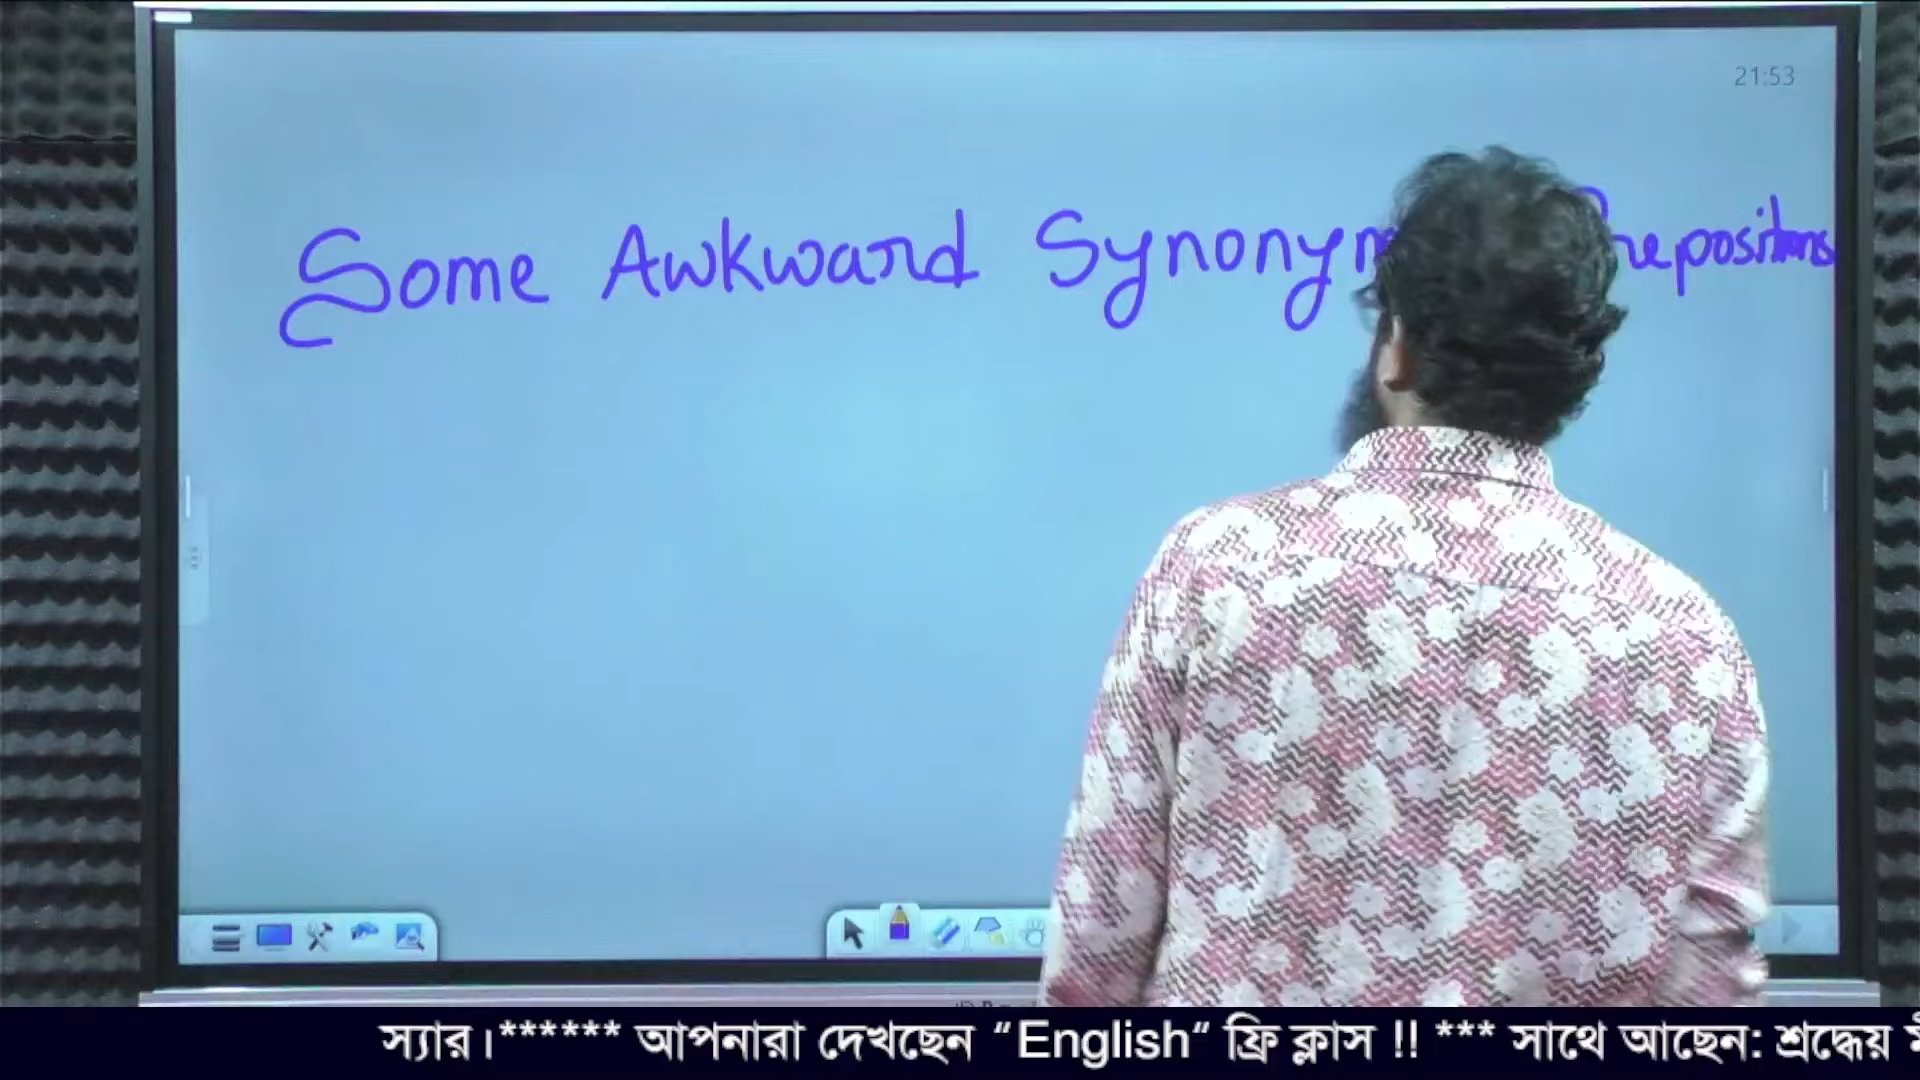 21:53
Some Awkward Synonym Prepositions
স্যার।****** আপনারা দেখছেন “English“ ফ্রি ক্লাস !! *** সাথে আছেন: শ্রদ্ধেয়